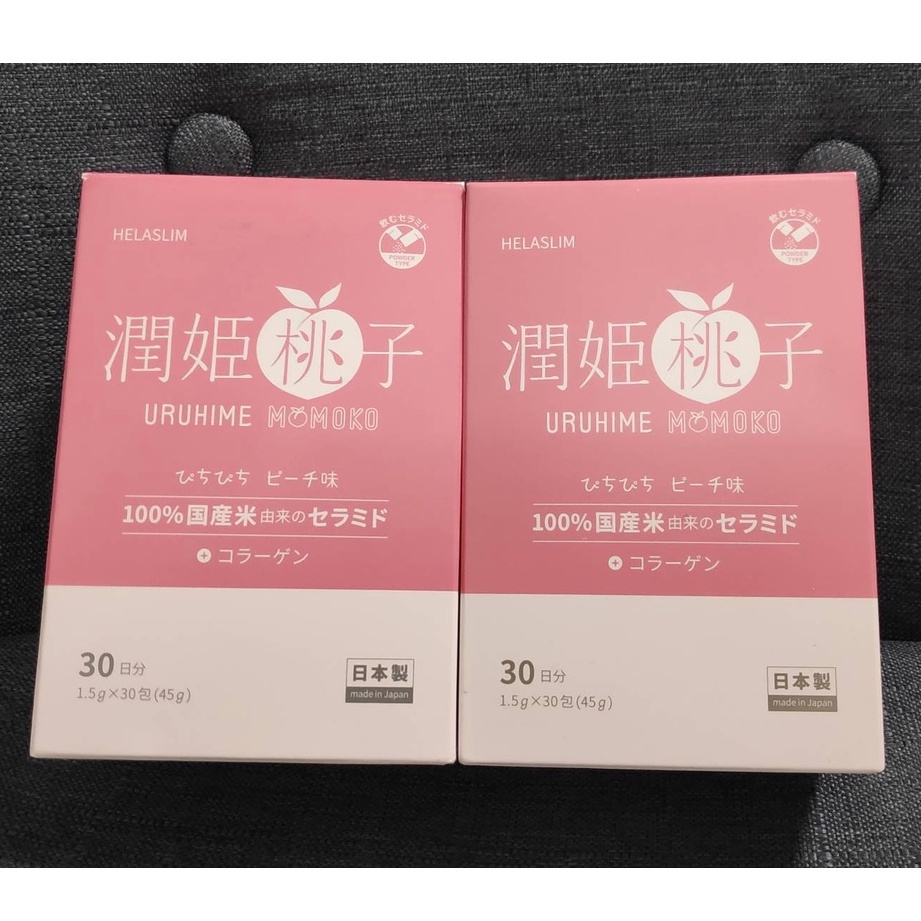 HELASLIM
飲むセラミド
POWDER
TYPE
潤姫桃子
URUHIME MOMOKO
ぴちぴち ピーチ味
100%国産米由来のセラミド
+コラーゲン
30日分
1.5g×30包(45g)
日本製
made in Japan
HELASLIM
飲むセラミド
POWDER
TYPE
潤姫桃子
URUHIME MOMOKO
ぴちぴち ピーチ味
100%国産米由来のセラミド
+コラーゲン
30日分
1.5g×30包(45g)
日本製
made in Japan